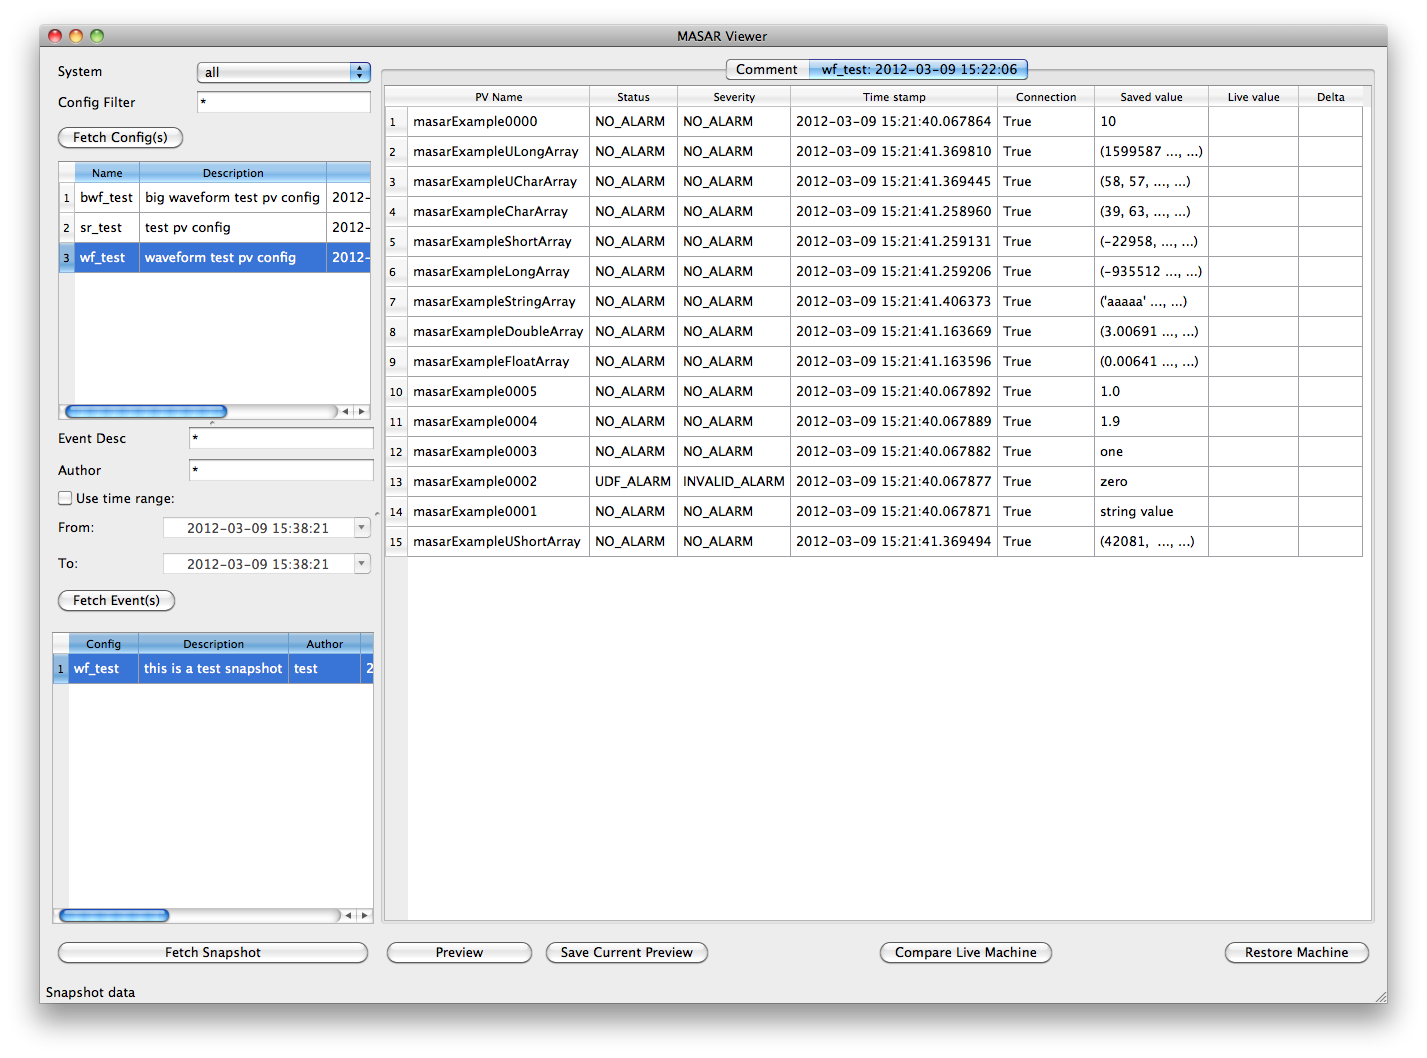 MASAR Viewer
System all
Config Filter *
Fetch Config(s)
Name Description
1 bwf_test big waveform test pv config 2012-
2 sr_test test pv config 2012-
3 wf_test waveform test pv config 2012-
Event Desc *
Author *
Use time range:
From: 2012-03-09 15:38:21
To: 2012-03-09 15:38:21
Fetch Event(s)
Config Description Author
1 wf_test this is a test snapshot test 2
Fetch Snapshot
Comment wf_test: 2012-03-09 15:22:06
PV Name Status Severity Time stamp Connection Saved value Live value Delta
1 masarExample0000 NO_ALARM NO_ALARM 2012-03-09 15:21:40.067864 True 10
2 masarExampleULongArray NO_ALARM NO_ALARM 2012-03-09 15:21:41.369810 True (1599587 ..., ...)
3 masarExampleUCharArray NO_ALARM NO_ALARM 2012-03-09 15:21:41.369445 True (58, 57, ..., ...)
4 masarExampleCharArray NO_ALARM NO_ALARM 2012-03-09 15:21:41.258960 True (39, 63, ..., ...)
5 masarExampleShortArray NO_ALARM NO_ALARM 2012-03-09 15:21:41.259131 True (-22958, ..., ...)
6 masarExampleLongArray NO_ALARM NO_ALARM 2012-03-09 15:21:41.259206 True (-935512 ..., ...)
7 masarExampleStringArray NO_ALARM NO_ALARM 2012-03-09 15:21:41.406373 True ('aaaaa' ..., ...)
8 masarExampleDoubleArray NO_ALARM NO_ALARM 2012-03-09 15:21:41.163669 True (3.00691 ..., ...)
9 masarExampleFloatArray NO_ALARM NO_ALARM 2012-03-09 15:21:41.163596 True (0.00641 ..., ...)
10 masarExample0005 NO_ALARM NO_ALARM 2012-03-09 15:21:40.067892 True 1.0
11 masarExample0004 NO_ALARM NO_ALARM 2012-03-09 15:21:40.067889 True 1.9
12 masarExample0003 NO_ALARM NO_ALARM 2012-03-09 15:21:40.067882 True one
13 masarExample0002 UDF_ALARM INVALID_ALARM 2012-03-09 15:21:40.067877 True zero
14 masarExample0001 NO_ALARM NO_ALARM 2012-03-09 15:21:40.067871 True string value
15 masarExampleUShortArray NO_ALARM NO_ALARM 2012-03-09 15:21:41.369494 True (42081, ..., ...)
Preview Save Current Preview Compare Live Machine Restore Machine
Snapshot data